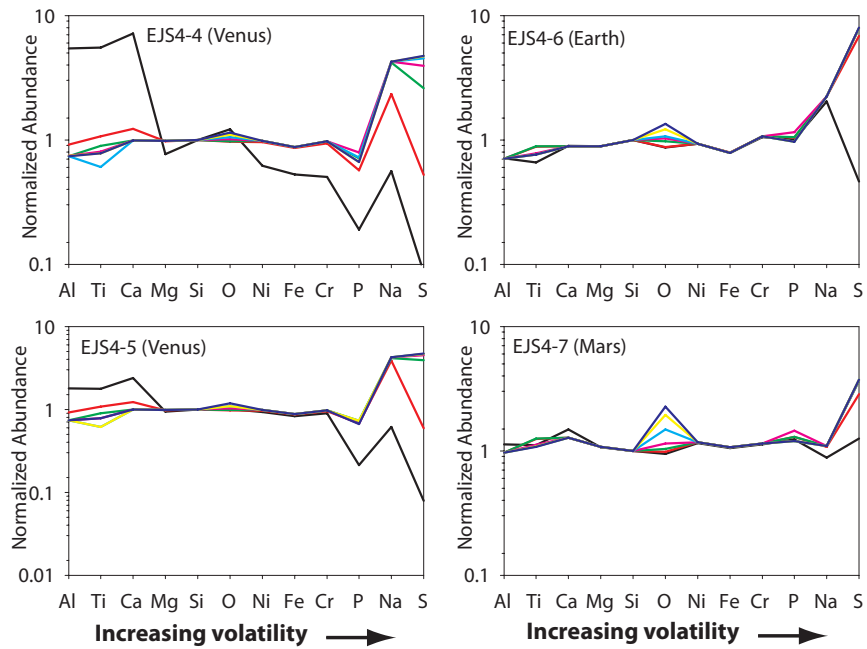 EJS4-4 (Venus)
Normalized Abundance
10
1
0.1
Al Ti Ca Mg Si O Ni Fe Cr P Na S
EJS4-6 (Earth)
Normalized Abundance
10
1
0.1
Al Ti Ca Mg Si O Ni Fe Cr P Na S
EJS4-5 (Venus)
Normalized Abundance
10
1
0.1
0.01
Al Ti Ca Mg Si O Ni Fe Cr P Na S
Increasing volatility
EJS4-7 (Mars)
Normalized Abundance
10
1
0.1
Al Ti Ca Mg Si O Ni Fe Cr P Na S
Increasing volatility